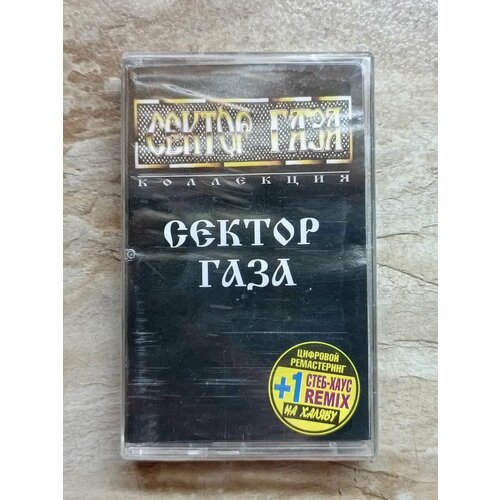 СЕКТОР ГАЗА
КОЛЛЕКЦИЯ
СЕКТОР
ГАЗА
ЦИФРОВОЙ
РЕМАСТЕРИНГ
+1 СТЕБ-ХАУС
REMIX
НА ХАЛЯВУ